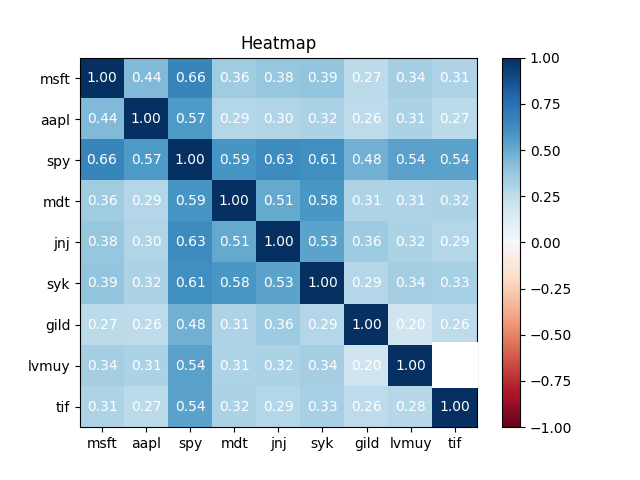 Heatmap
msft 1.00 0.44 0.66 0.36 0.38 0.39 0.27 0.34 0.31
aapl 0.44 1.00 0.57 0.29 0.30 0.32 0.26 0.31 0.27
spy 0.66 0.57 1.00 0.59 0.63 0.61 0.48 0.54 0.54
mdt 0.36 0.29 0.59 1.00 0.51 0.58 0.31 0.31 0.32
jnj 0.38 0.30 0.63 0.51 1.00 0.53 0.36 0.32 0.29
syk 0.39 0.32 0.61 0.58 0.53 1.00 0.29 0.34 0.33
gild 0.27 0.26 0.48 0.31 0.36 0.29 1.00 0.20 0.26
lvmuy 0.34 0.31 0.54 0.31 0.32 0.34 0.20 1.00
tif 0.31 0.27 0.54 0.32 0.29 0.33 0.26 0.28 1.00
msft aapl spy mdt jnj syk gild lvmuy tif
1.00
0.75
0.50
0.25
0.00
−0.25
−0.50
−0.75
−1.00